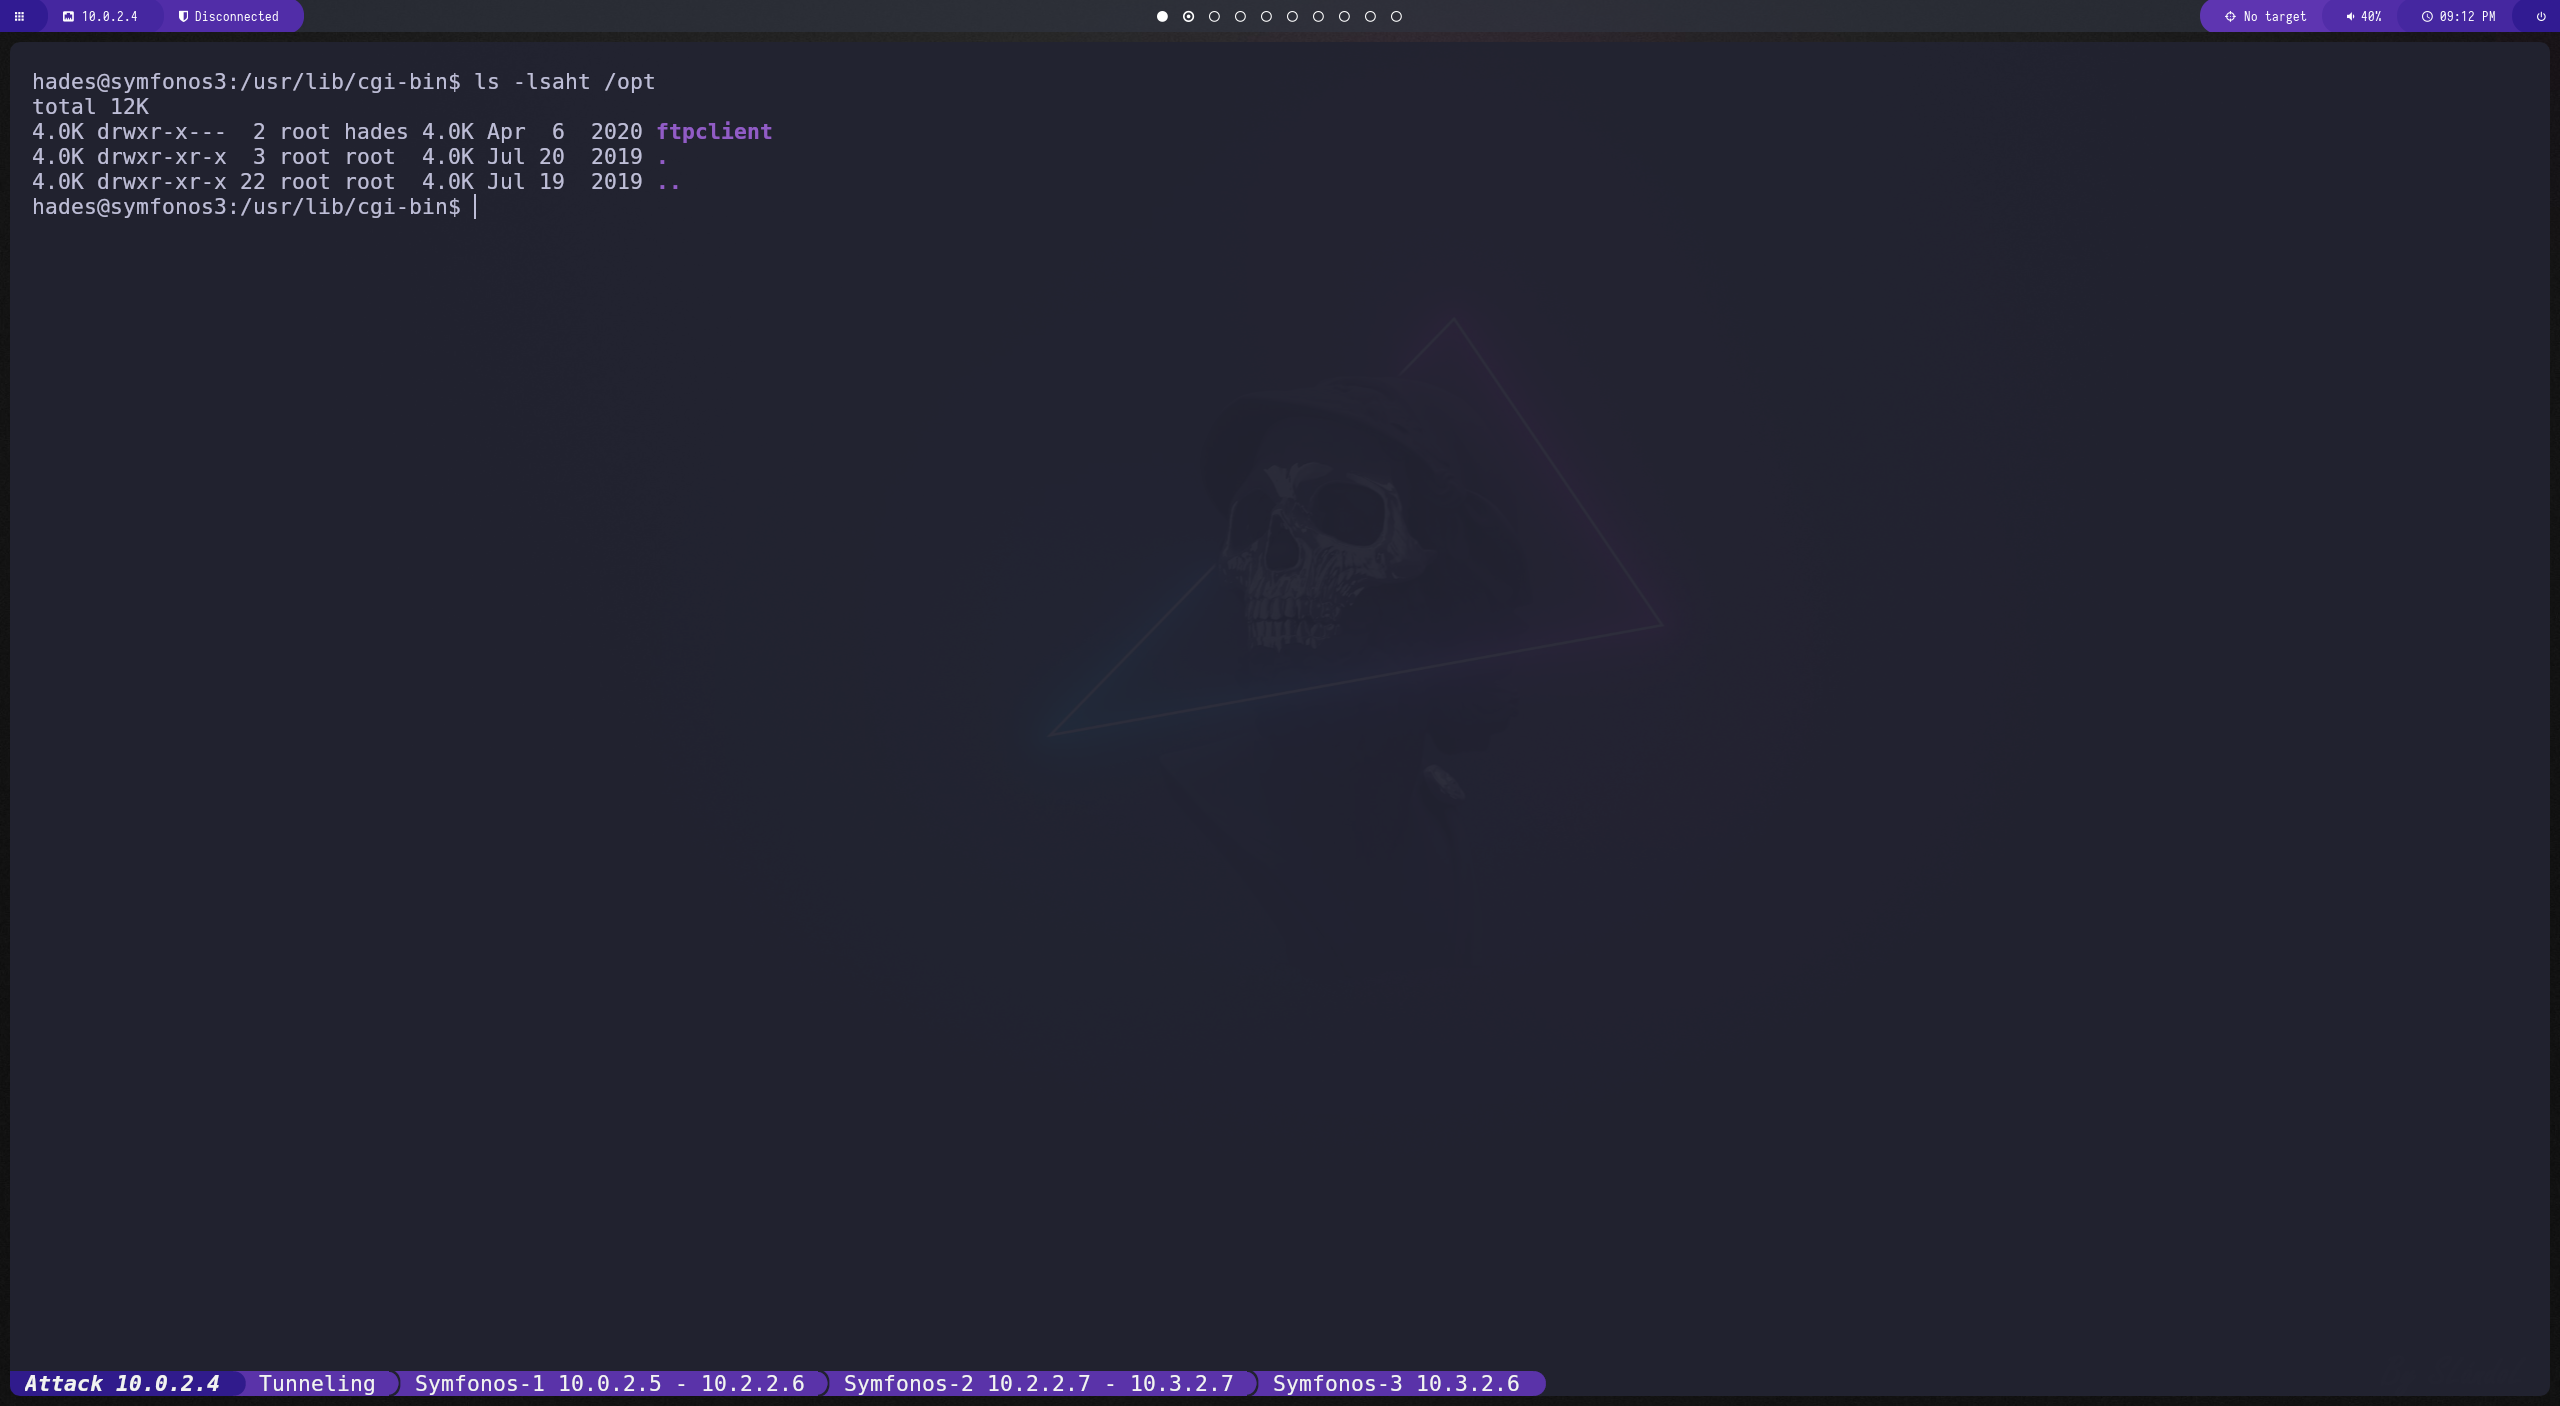 10.0.2.4 Disconnected No target 40% 09:12 PM
hades@symfonos3:/usr/lib/cgi-bin$ ls -lsaht /opt
total 12K
4.0K drwxr-x---  2 root hades 4.0K Apr  6  2020 ftpclient
4.0K drwxr-xr-x  3 root root  4.0K Jul 20  2019 .
4.0K drwxr-xr-x 22 root root  4.0K Jul 19  2019 ..
hades@symfonos3:/usr/lib/cgi-bin$
Attack 10.0.2.4 Tunneling Symfonos-1 10.0.2.5 - 10.2.2.6 Symfonos-2 10.2.2.7 - 10.3.2.7 Symfonos-3 10.3.2.6